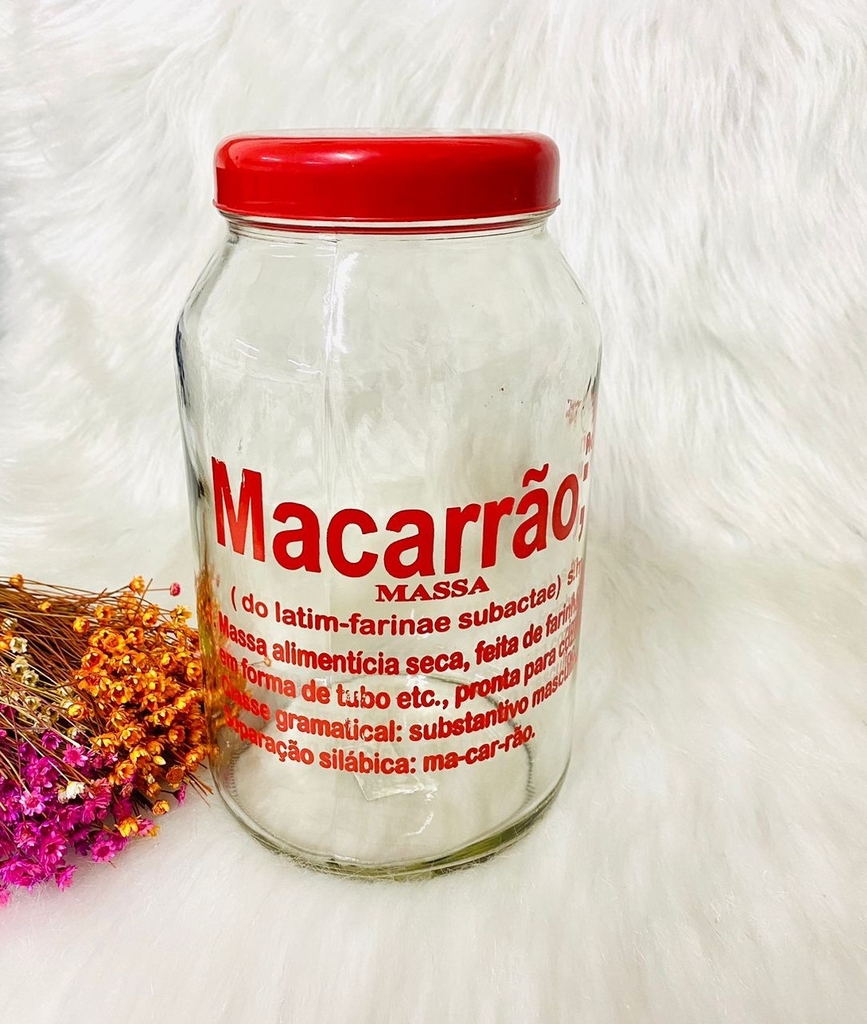 Macarrão;
MASSA
( do latim-farinae subactae)
Massa alimentícia seca, feita de
em forma de tubo etc., pronta para
Classe gramatical: substantivo
Separação silábica: ma-car-rão.